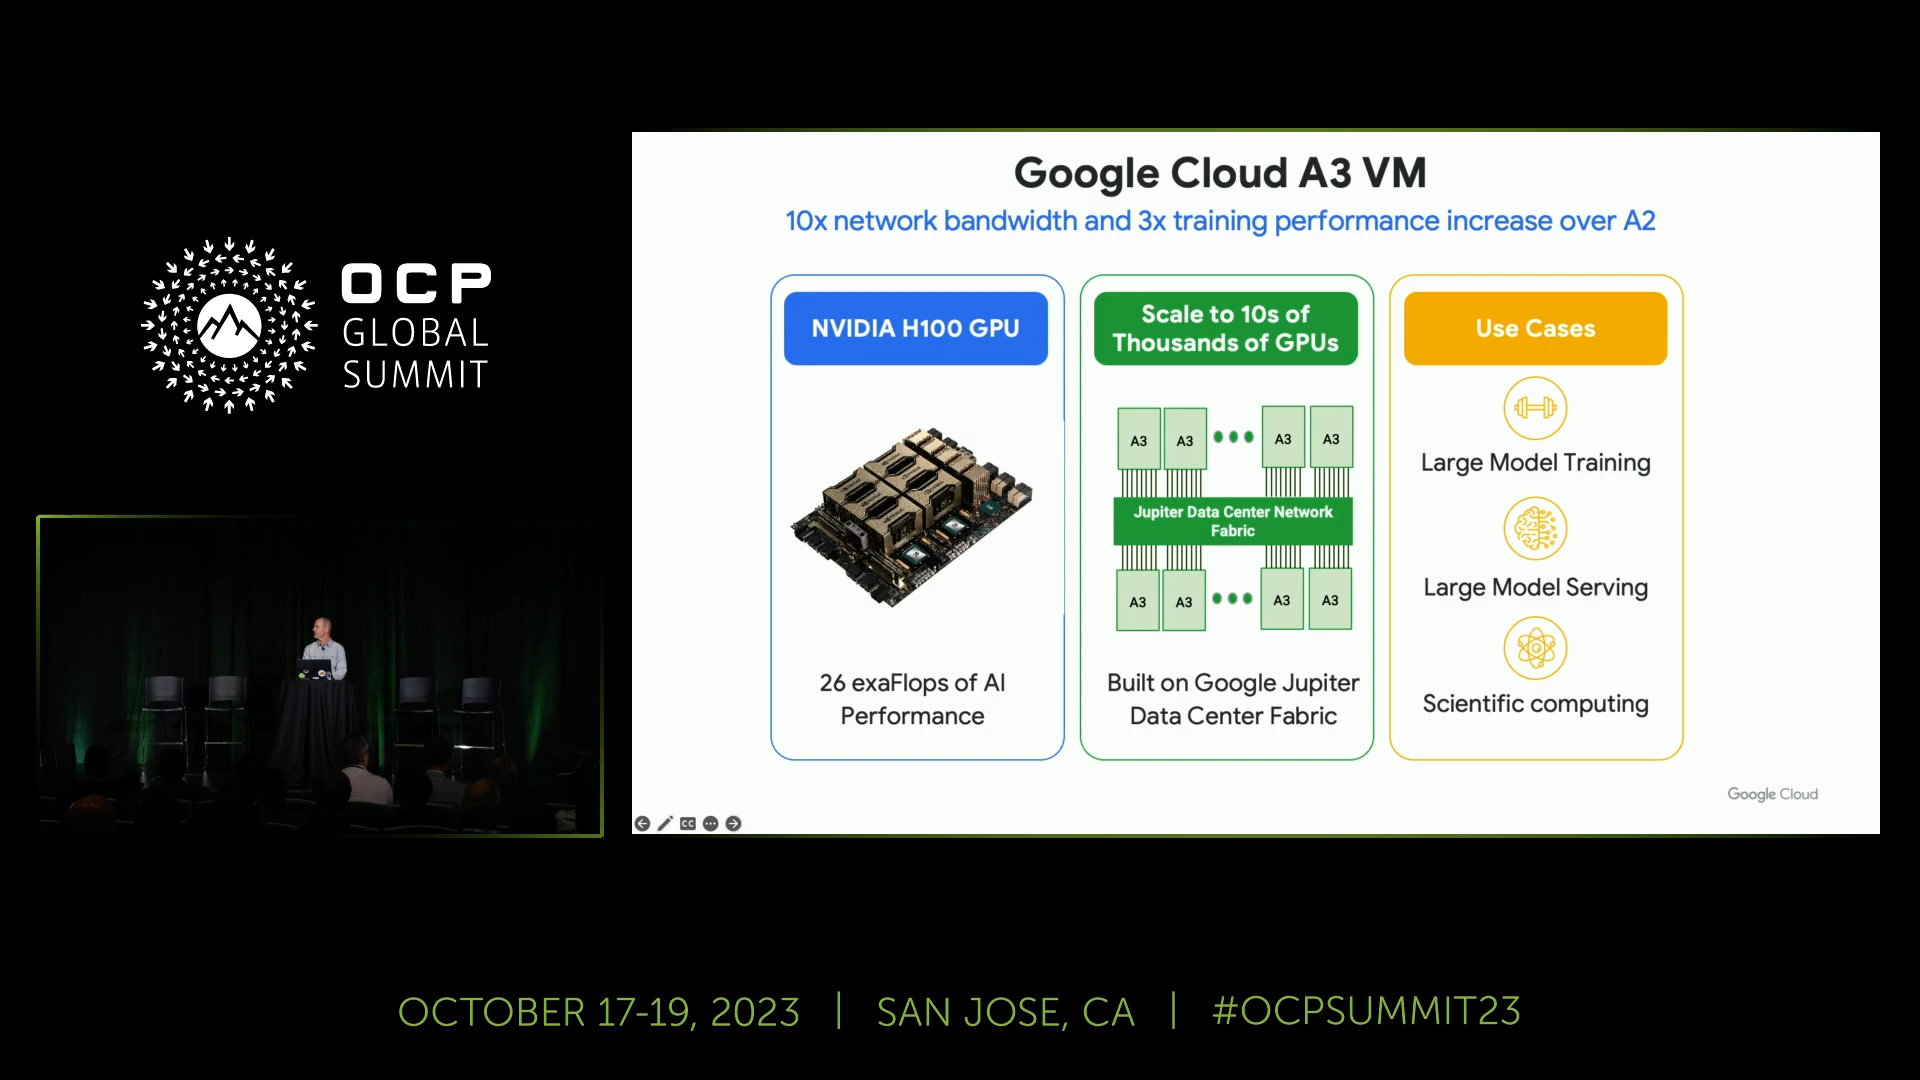 OCP
GLOBAL
SUMMIT
Google Cloud A3 VM
10x network bandwidth and 3x training performance increase over A2
NVIDIA H100 GPU
26 exaFlops of AI
Performance
Scale to 10s of
Thousands of GPUs
A3 A3 A3 A3
Jupiter Data Center Network
Fabric
A3 A3 A3 A3
Built on Google Jupiter
Data Center Fabric
Use Cases
Large Model Training
Large Model Serving
Scientific computing
Google Cloud
CC
OCTOBER 17-19, 2023 | SAN JOSE, CA | #OCPSUMMIT23